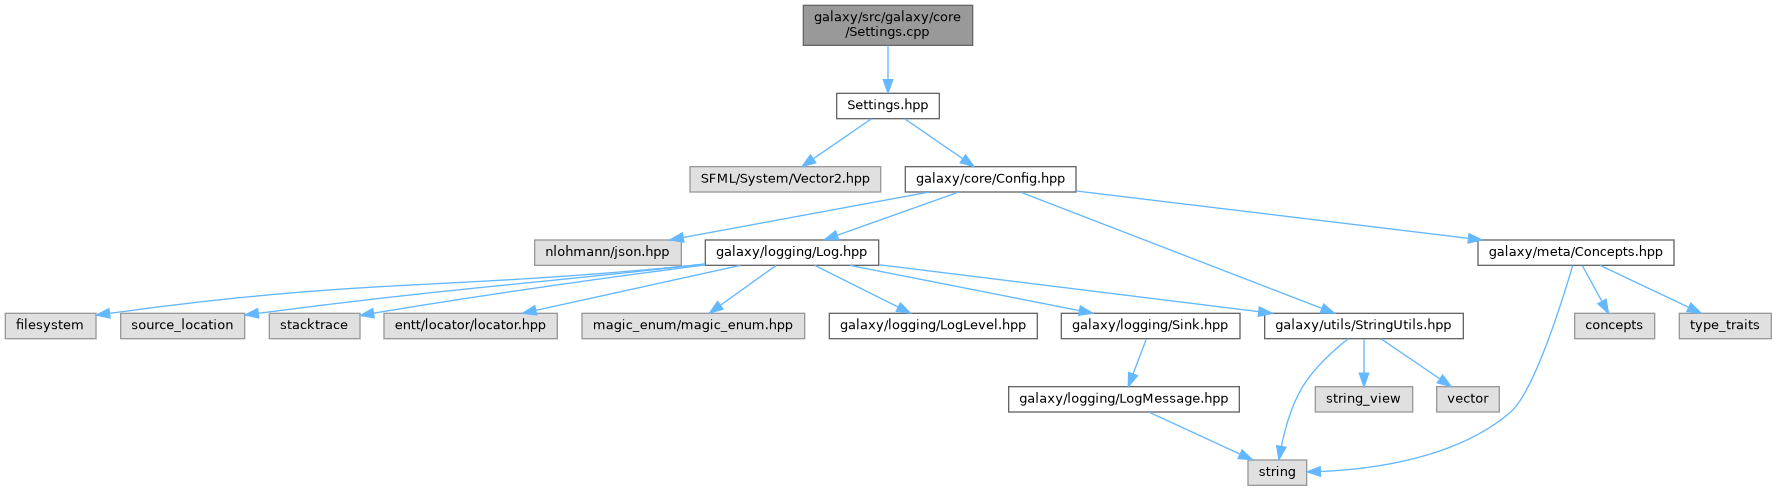 galaxy/src/galaxy/core
/Settings.cpp
Settings.hpp
SFML/System/Vector2.hpp
galaxy/core/Config.hpp
nlohmann/json.hpp
galaxy/logging/Log.hpp
galaxy/meta/Concepts.hpp
filesystem
source_location
stacktrace
entt/locator/locator.hpp
magic_enum/magic_enum.hpp
galaxy/logging/LogLevel.hpp
galaxy/logging/Sink.hpp
galaxy/utils/StringUtils.hpp
concepts
type_traits
galaxy/logging/LogMessage.hpp
string_view
vector
string